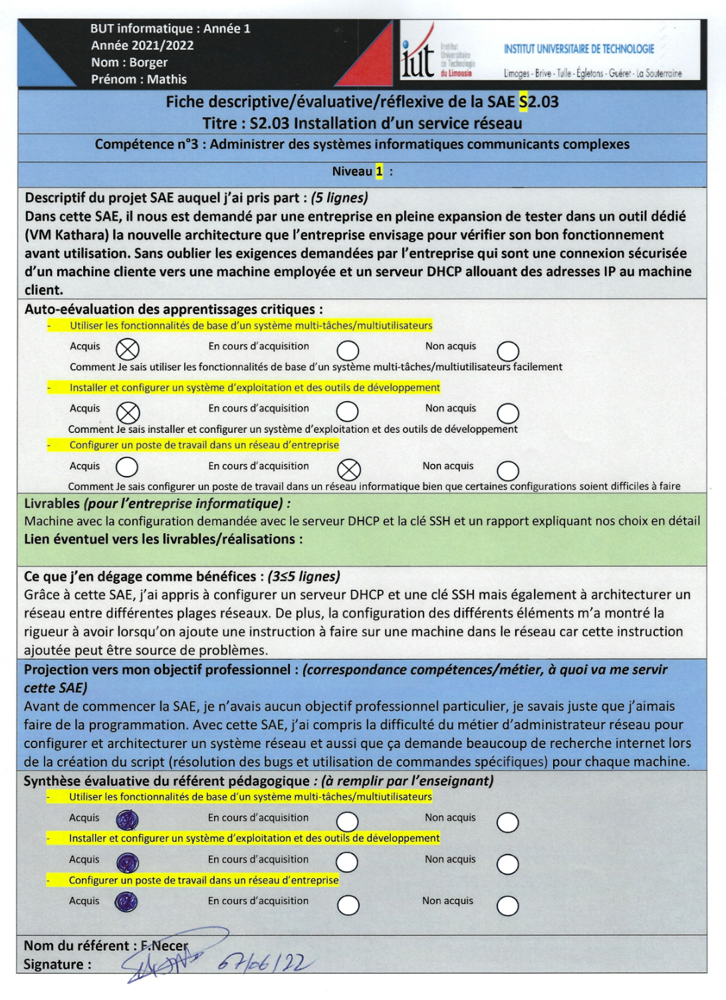 BUT informatique : Année 1
Année 2021/2022
Nom : Borger
Prénom : Mathis
iut
Institut
Universitaire
de Technologie
du Limousin
INSTITUT UNIVERSITAIRE DE TECHNOLOGIE
Limoges - Brive - Tulle - Égletons - Guéret - La Souterraine
Fiche descriptive/évaluative/réflexive de la SAE S2.03
Titre : S2.03 Installation d’un service réseau
Compétence n°3 : Administrer des systèmes informatiques communicants complexes
Niveau 1 :
Descriptif du projet SAE auquel j’ai pris part : (5 lignes)
Dans cette SAE, il nous est demandé par une entreprise en pleine expansion de tester dans un outil dédié
(VM Kathara) la nouvelle architecture que l’entreprise envisage pour vérifier son bon fonctionnement
avant utilisation. Sans oublier les exigences demandées par l’entreprise qui sont une connexion sécurisée
d’un machine cliente vers une machine employée et un serveur DHCP allouant des adresses IP au machine
client.
Auto-eévaluation des apprentissages critiques :
- Utiliser les fonctionnalités de base d’un système multi-tâches/multiutilisateurs
Acquis En cours d’acquisition Non acquis
Comment Je sais utiliser les fonctionnalités de base d’un système multi-tâches/multiutilisateurs facilement
- Installer et configurer un système d’exploitation et des outils de développement
Acquis En cours d’acquisition Non acquis
Comment Je sais installer et configurer un système d’exploitation et des outils de développement
- Configurer un poste de travail dans un réseau d’entreprise
Acquis En cours d’acquisition Non acquis
Comment Je sais configurer un poste de travail dans un réseau informatique bien que certaines configurations soient difficiles à faire
Livrables (pour l’entreprise informatique) :
Machine avec la configuration demandée avec le serveur DHCP et la clé SSH et un rapport expliquant nos choix en détail
Lien éventuel vers les livrables/réalisations :
Ce que j’en dégage comme bénéfices : (3≤5 lignes)
Grâce à cette SAE, j’ai appris à configurer un serveur DHCP et une clé SSH mais également à architecturer un
réseau entre différentes plages réseaux. De plus, la configuration des différents éléments m’a montré la
rigueur à avoir lorsqu’on ajoute une instruction à faire sur une machine dans le réseau car cette instruction
ajoutée peut être source de problèmes.
Projection vers mon objectif professionnel : (correspondance compétences/métier, à quoi va me servir
cette SAE)
Avant de commencer la SAE, je n’avais aucun objectif professionnel particulier, je savais juste que j’aimais
faire de la programmation. Avec cette SAE, j’ai compris la difficulté du métier d’administrateur réseau pour
configurer et architecturer un système réseau et aussi que ça demande beaucoup de recherche internet lors
de la création du script (résolution des bugs et utilisation de commandes spécifiques) pour chaque machine.
Synthèse évaluative du référent pédagogique : (à remplir par l’enseignant)
- Utiliser les fonctionnalités de base d’un système multi-tâches/multiutilisateurs
Acquis En cours d’acquisition Non acquis
- Installer et configurer un système d’exploitation et des outils de développement
Acquis En cours d’acquisition Non acquis
- Configurer un poste de travail dans un réseau d’entreprise
Acquis En cours d’acquisition Non acquis
Nom du référent : F.Necer
Signature : 07/06/22